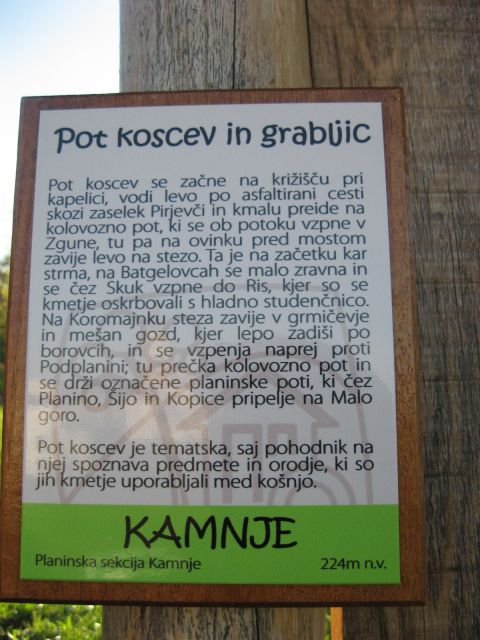 Pot koscev in grabljic
Pot koscev se začne na križišču pri
kapelici, vodi levo po asfaltirani cesti
skozi zaselek Pirjevči in kmalu preide na
kolovozno pot, ki se ob potoku vzpne v
Zgune, tu pa na ovinku pred mostom
zavije levo na stezo. Ta je na začetku kar
strma, na Batgelovcah se malo zravna in
se čez Skuk vzpne do Ris, kjer so se
kmetje oskrbovali s hladno studenčnico.
Na Koromajnku steza zavije v grmičevje
in mešan gozd, kjer lepo zadiši po
borovcih, in se vzpenja naprej proti
Podplanini; tu prečka kolovozno pot in
se drži označene planinske poti, ki čez
Planino, Šijo in Kopice pripelje na Malo
goro.
Pot koscev je tematska, saj pohodnik na
njej spoznava predmete in orodje, ki so
jih kmetje uporabljali med košnjo.
KAMNJE
Planinska sekcija Kamnje 224m n.v.